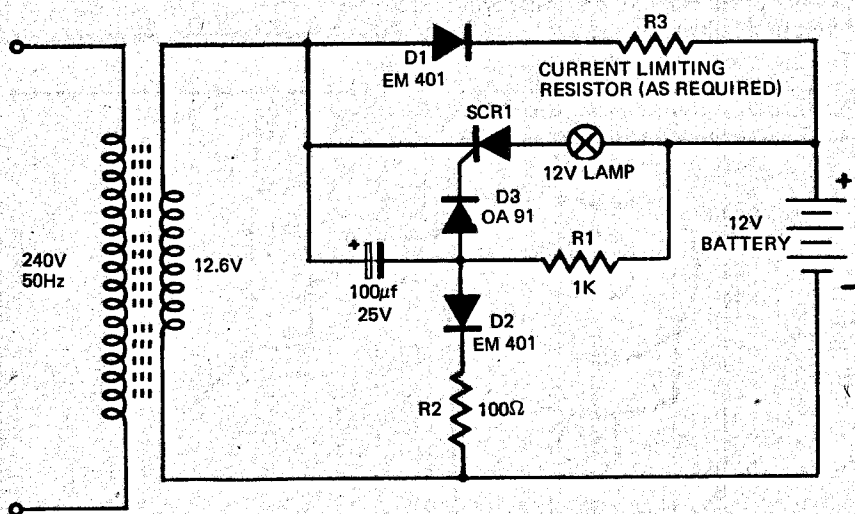 R3
D1
EM 401
CURRENT LIMITING
RESISTOR (AS REQUIRED)
SCR1
12V LAMP
D3
OA 91
+
12V
BATTERY
-
R1
1K
240V
50Hz
12.6V
+
100µf
25V
D2
EM 401
R2
100Ω